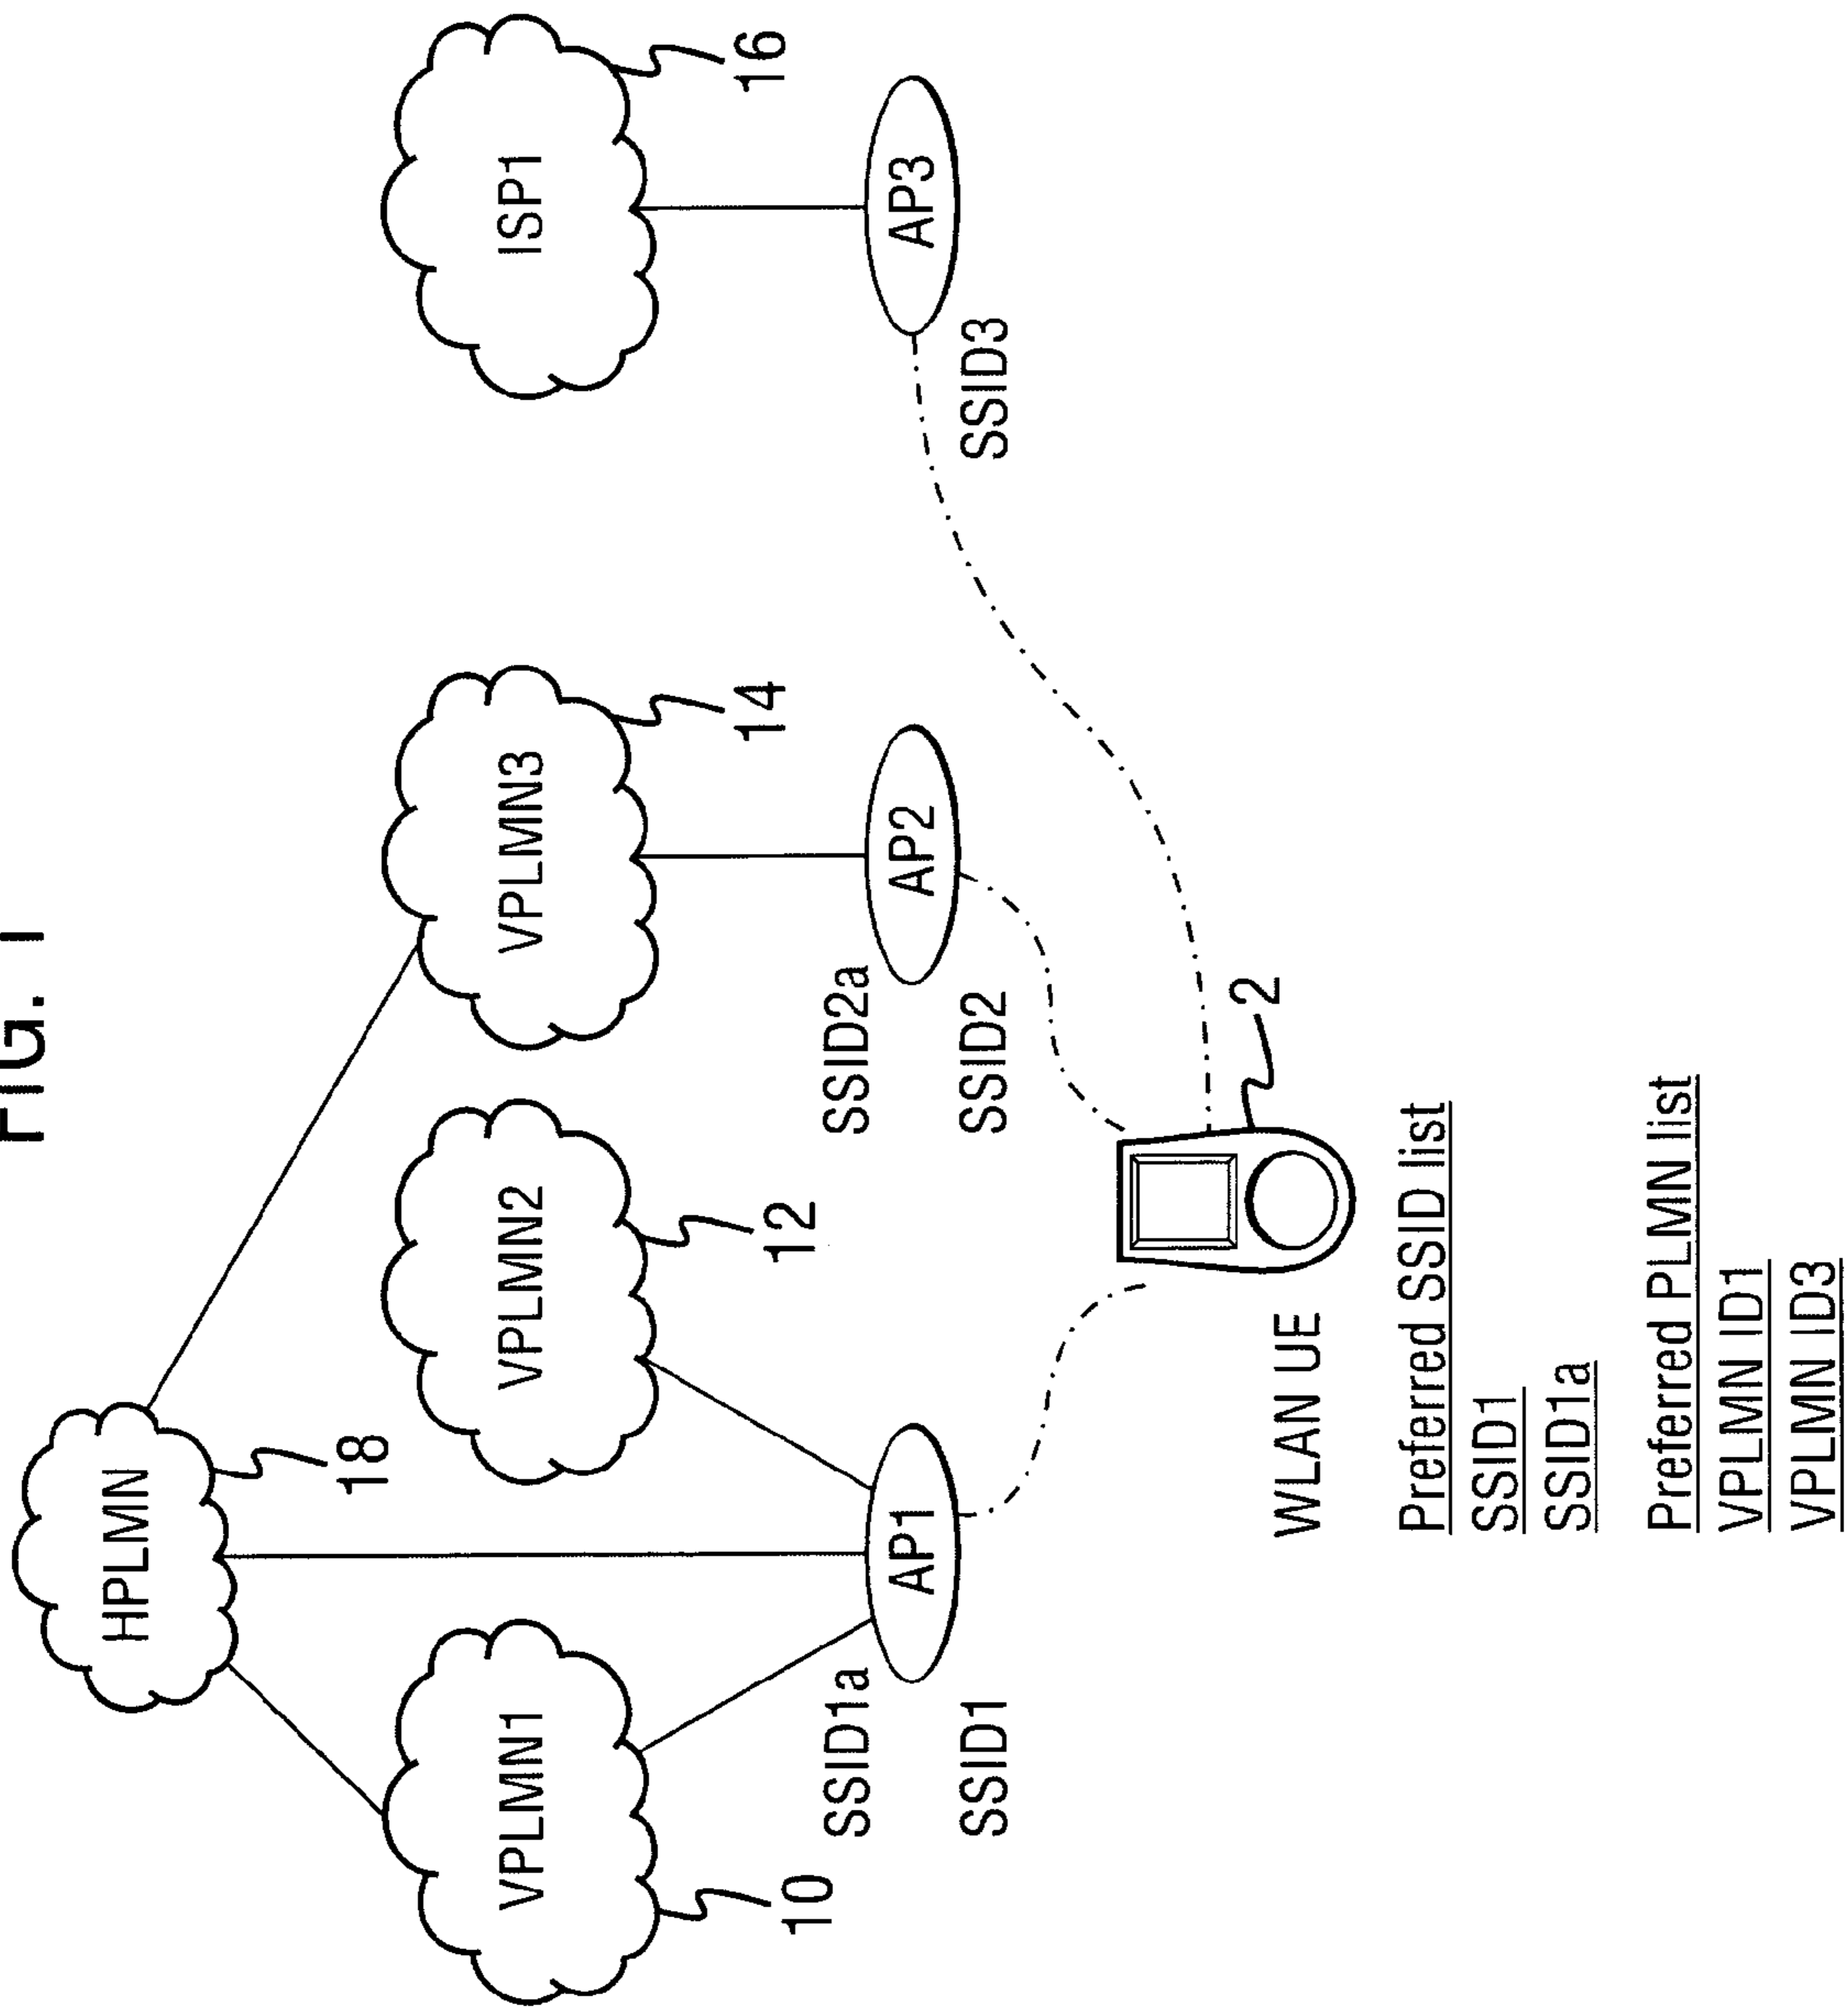 FIG. 1
HPLMN
18
VPLMN1
10
VPLMN2
12
VPLMN3
14
ISP1
16
SSID1a
AP1
SSID1
SSID2a
AP2
SSID2
AP3
SSID3
WLAN UE
2
Preferred SSID list
SSID1
SSID1a
Preferred PLMN list
VPLMN ID1
VPLMN ID3